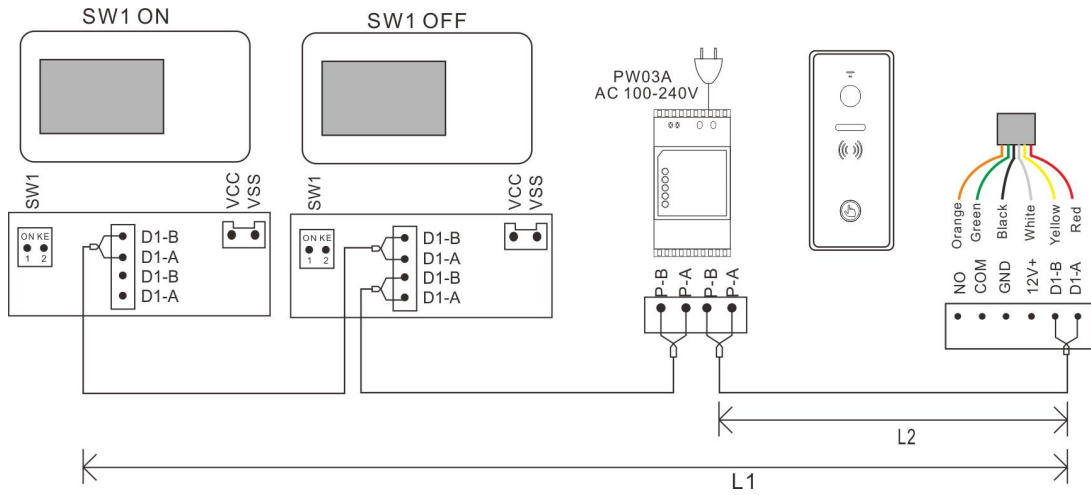 SW1 ON
SW1 OFF
PW03A
AC 100-240V
SW1
VCC
VSS
ON KE
1 2
D1-B
D1-A
D1-B
D1-A
SW1
VCC
VSS
ON KE
1 2
D1-B
D1-A
D1-B
D1-A
P-B
P-A
P-B
P-A
Orange
Green
Black
White
Yellow
Red
NO
COM
GND
12V+
D1-B
D1-A
L2
L1